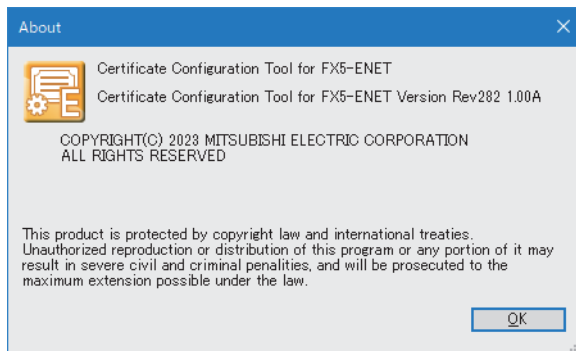 About
Certificate Configuration Tool for FX5-ENET
E
Certificate Configuration Tool for FX5-ENET Version Rev282 1.00A
COPYRIGHT(C) 2023 MITSUBISHI ELECTRIC CORPORATION
ALL RIGHTS RESERVED
This product is protected by copyright law and international treaties.
Unauthorized reproduction or distribution of this program or any portion of it may
result in severe civil and criminal penalities, and will be prosecuted to the
maximum extension possible under the law.
OK